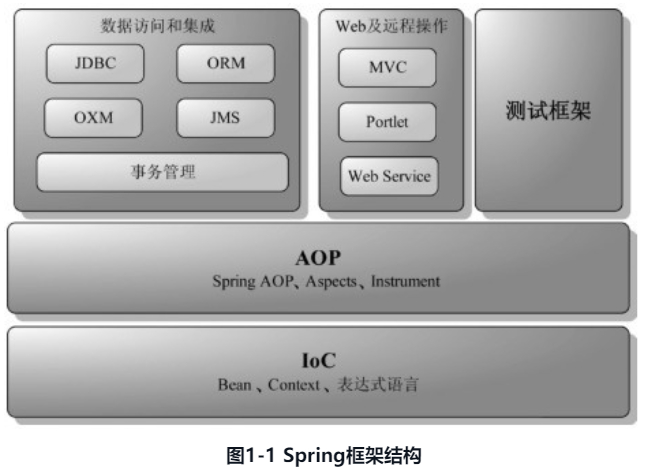 数据访问和集成
JDBC
ORM
OXM
JMS
事务管理
Web及远程操作
MVC
Portlet
Web Service
测试框架
AOP
Spring AOP、Aspects、Instrument
IoC
Bean、Context、表达式语言
图1-1 Spring框架结构